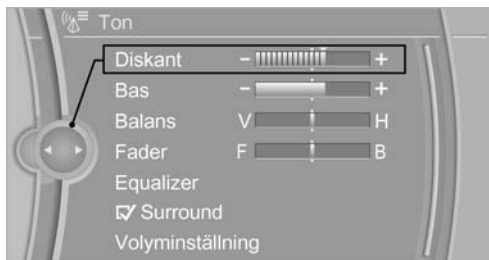 Ton
Diskant - +
Bas - +
Balans V H
Fader F B
Equalizer
Surround
Volyminställning